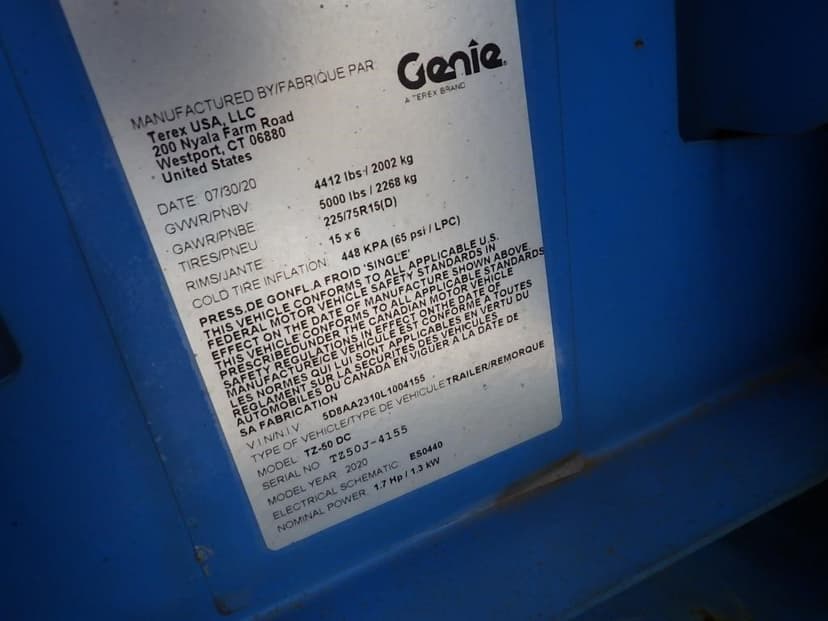 Genie
A TEREX BRAND
MANUFACTURED BY/FABRIQUE PAR
Terex USA, LLC
200 Nyala Farm Road
Westport, CT 06880
United States
DATE: 07/30/20
GVWR/PNBV 4412 lbs / 2002 kg
GAWR/PNBE 5000 lbs / 2268 kg
TIRES/PNEU 225/75R15(D)
RIMS/JANTE 15 x 6
COLD TIRE INFLATION: 448 KPA (65 psi / LPC)
PRESS.DE GONFL.A FROID 'SINGLE'
THIS VEHICLE CONFORMS TO ALL APPLICABLE U.S.
FEDERAL MOTOR VEHICLE SAFETY STANDARDS IN
EFFECT ON THE DATE OF MANUFACTURE SHOWN ABOVE
THIS VEHICLE CONFORMS TO ALL APPLICABLE STANDARDS
PRESCRIBED UNDER THE CANADIAN MOTOR VEHICLE
SAFETY REGULATIONS IN EFFECT ON THE DATE OF
MANUFACTURE/CE VEHICULE EST CONFORME A TOUTES
LES NORMES QUI LUI SONT APPLICABLES EN VERTU DU
REGLEMENT SUR LA SECURITES DES VEHICULES
AUTOMOBILES DU CANADA EN VIGUER A LA DATE DE
SA FABRICATION
V.I.N/N.I.V 5D8AA2310L1004155
TYPE OF VEHICULE/TYPE DE VEHICULE TRAILER/REMORQUE
MODEL: TZ-50 DC
SERIAL NO TZ50J-4155
MODEL YEAR 2020
ELECTRICAL SCHEMATIC ES0440
NOMINAL POWER 1.7 Hp / 1.3 kW